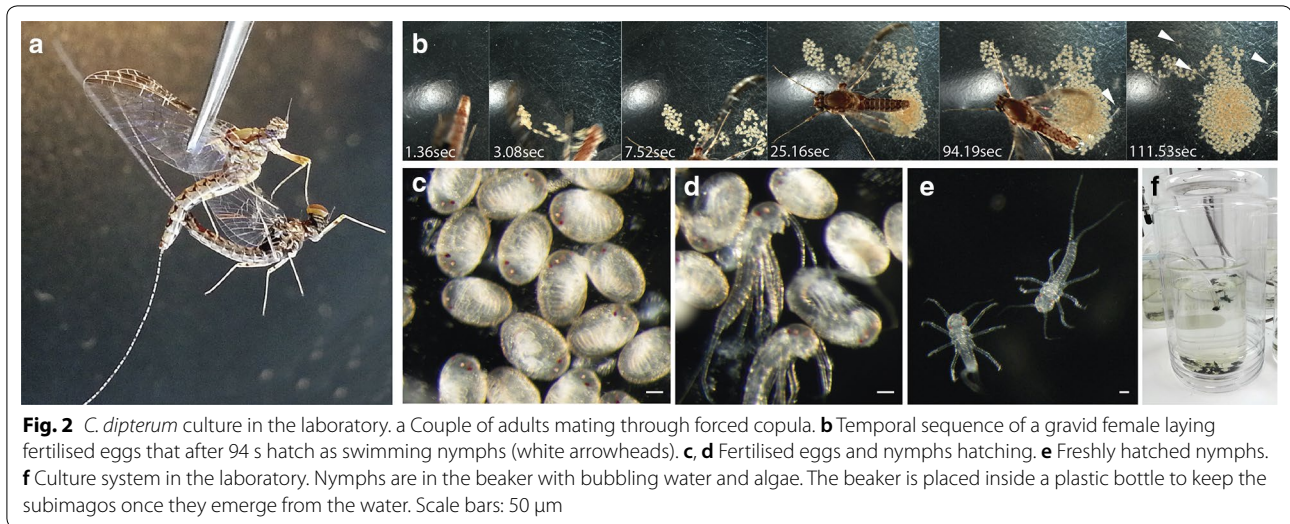 a
b
1.36sec
3.08sec
7.52sec
25.16sec
94.19sec
111.53sec
c
d
e
f
Fig. 2 C. dipterum culture in the laboratory. a Couple of adults mating through forced copula. b Temporal sequence of a gravid female laying
fertilised eggs that after 94 s hatch as swimming nymphs (white arrowheads). c, d Fertilised eggs and nymphs hatching. e Freshly hatched nymphs.
f Culture system in the laboratory. Nymphs are in the beaker with bubbling water and algae. The beaker is placed inside a plastic bottle to keep the
subimagos once they emerge from the water. Scale bars: 50 µm